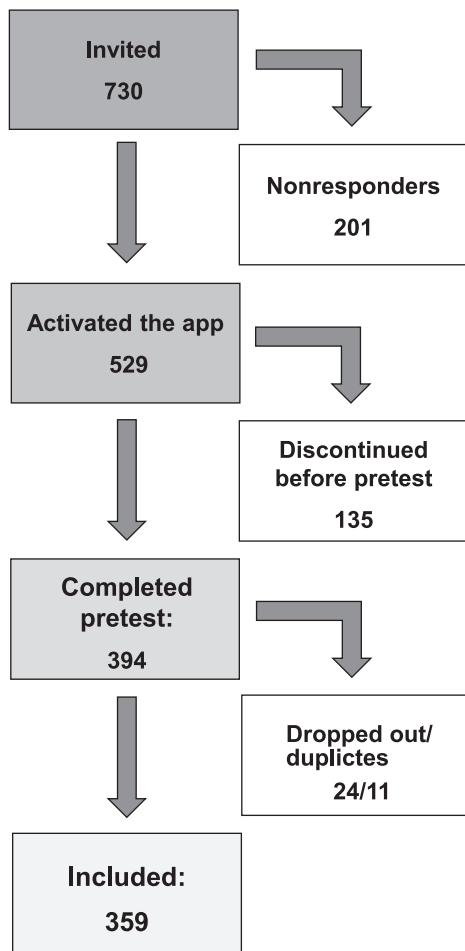 Invited
730
Nonresponders
201
Activated the app
529
Discontinued
before pretest
135
Completed
pretest:
394
Dropped out/
duplictes
24/11
Included:
359